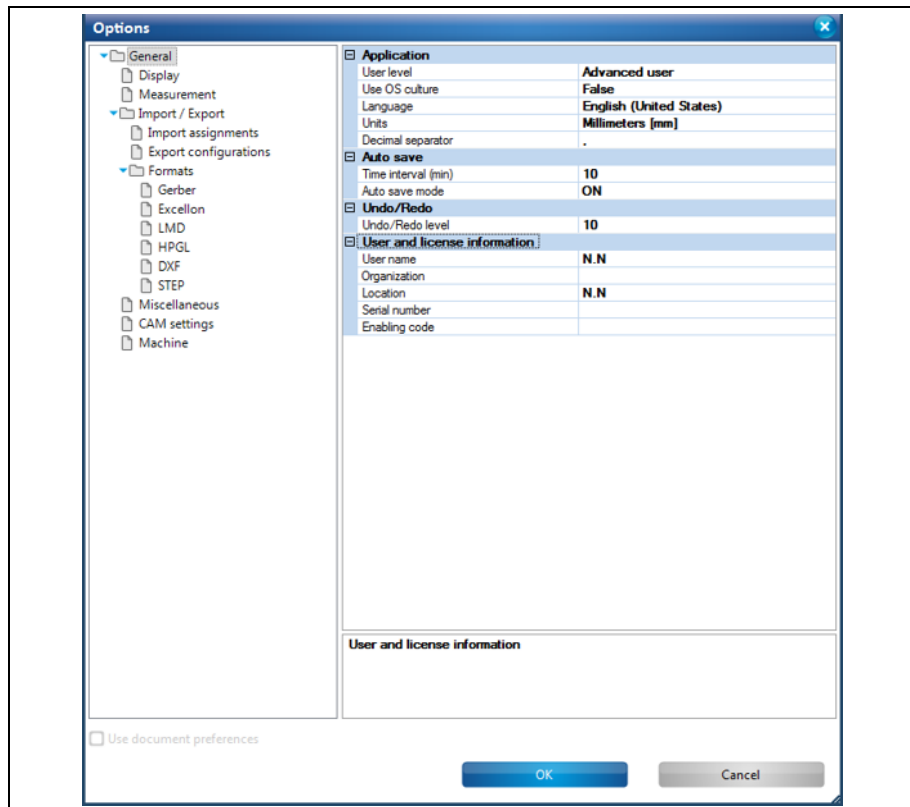 Options
General
Display
Measurement
Import / Export
Import assignments
Export configurations
Formats
Gerber
Excellon
LMD
HPGL
DXF
STEP
Miscellaneous
CAM settings
Machine
Application
User level Advanced user
Use OS culture False
Language English (United States)
Units Millimeters [mm]
Decimal separator .
Auto save
Time interval (min) 10
Auto save mode ON
Undo/Redo
Undo/Redo level 10
User and license information
User name N.N
Organization
Location N.N
Serial number
Enabling code
User and license information
Use document preferences
OK Cancel